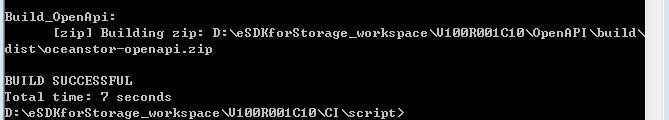 Build_OpenApi:
[zip] Building zip: D:\eSDKforStorage_workspace\V100R001C10\OpenAPI\build\
dist\oceanstor-openapi.zip
BUILD SUCCESSFUL
Total time: 7 seconds
D:\eSDKforStorage_workspace\V100R001C10\CI\script>